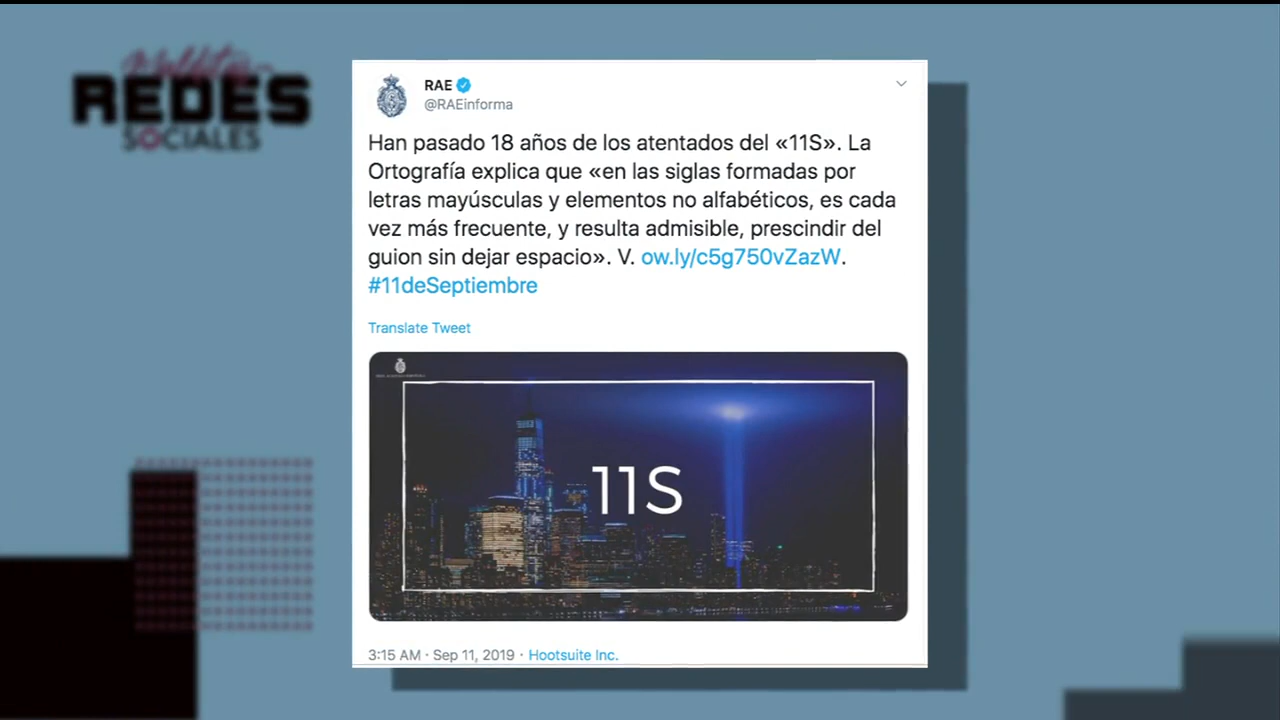 Malditas
REDES
SOCIALES
RAE
@RAEinforma
Han pasado 18 años de los atentados del «11S». La
Ortografía explica que «en las siglas formadas por
letras mayúsculas y elementos no alfabéticos, es cada
vez más frecuente, y resulta admisible, prescindir del
guion sin dejar espacio». V. ow.ly/c5g750vZazW.
#11deSeptiembre
Translate Tweet
11S
3:15 AM · Sep 11, 2019 · Hootsuite Inc.